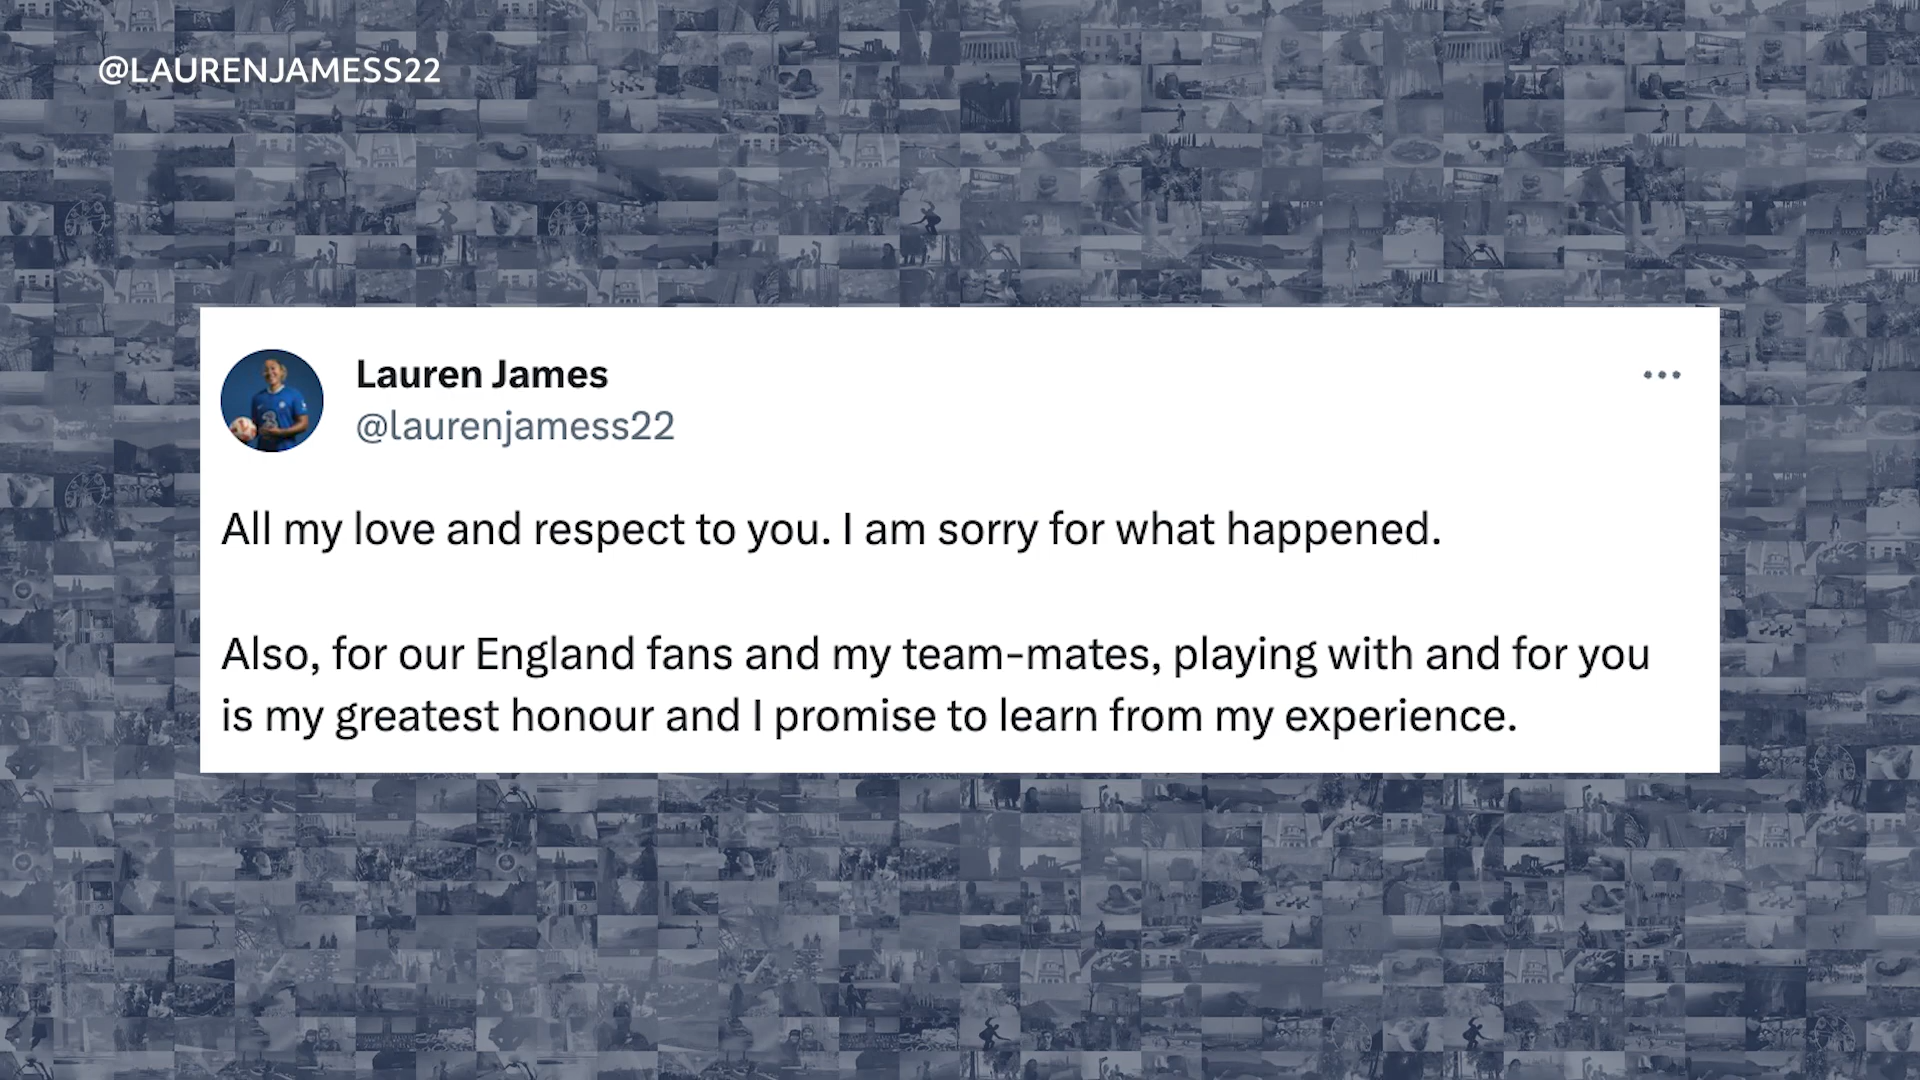 @LAURENJAMESS22
Lauren James
@laurenjamess22
All my love and respect to you. I am sorry for what happened.
Also, for our England fans and my team-mates, playing with and for you
is my greatest honour and I promise to learn from my experience.